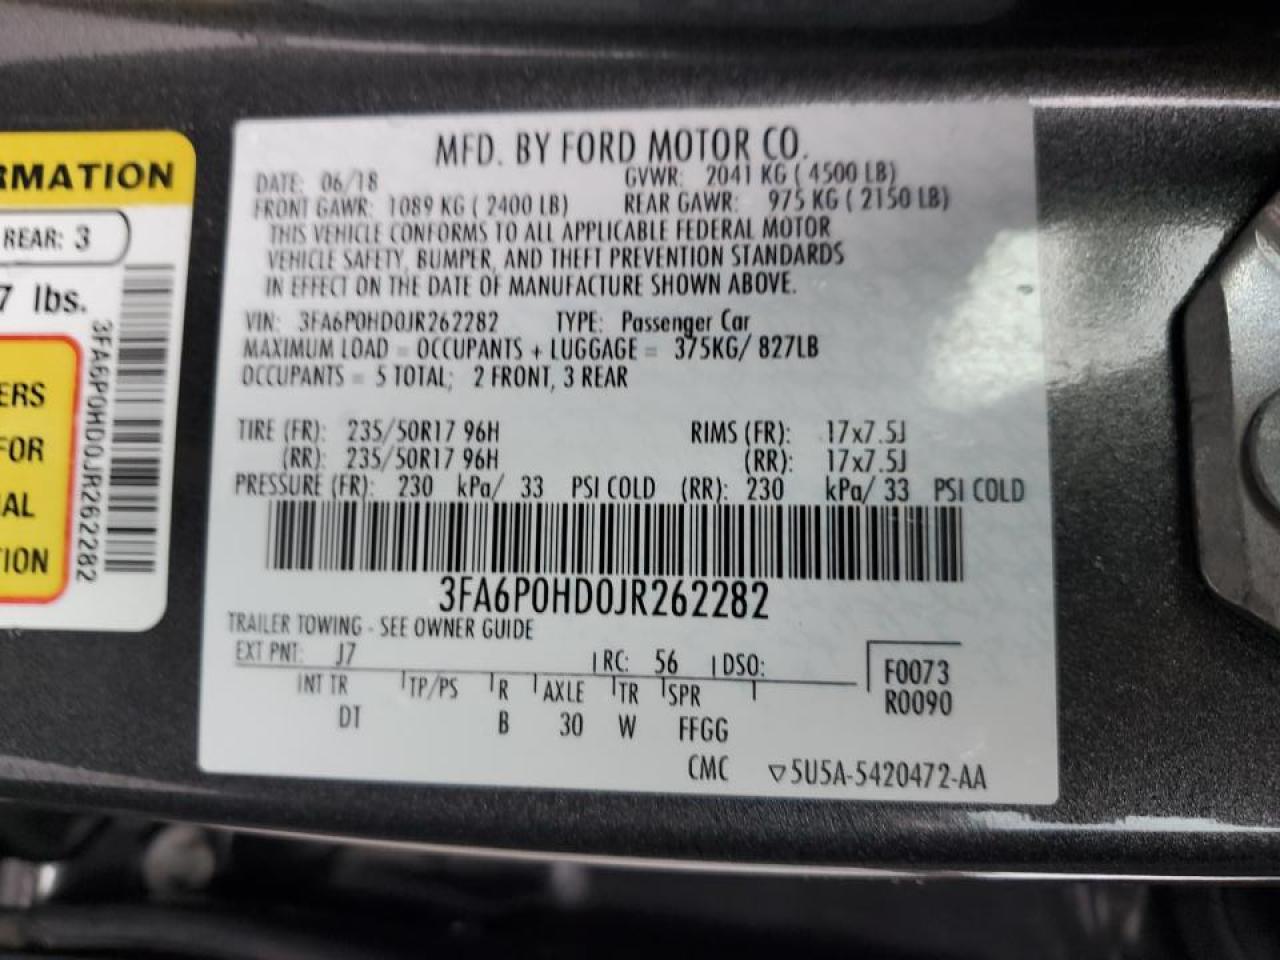 RMATION
REAR: 3
7 lbs.
ERS
FOR
IAL
TION
3FA6P0HD0JR262282
MFD. BY FORD MOTOR CO.
DATE: 06/18 GVWR: 2041 KG ( 4500 LB)
FRONT GAWR: 1089 KG ( 2400 LB) REAR GAWR: 975 KG ( 2150 LB)
THIS VEHICLE CONFORMS TO ALL APPLICABLE FEDERAL MOTOR
VEHICLE SAFETY, BUMPER, AND THEFT PREVENTION STANDARDS
IN EFFECT ON THE DATE OF MANUFACTURE SHOWN ABOVE.
VIN: 3FA6P0HD0JR262282 TYPE: Passenger Car
MAXIMUM LOAD = OCCUPANTS + LUGGAGE = 375KG/ 827LB
OCCUPANTS = 5 TOTAL; 2 FRONT, 3 REAR
TIRE (FR): 235/50R17 96H RIMS (FR): 17x7.5J
(RR): 235/50R17 96H (RR): 17x7.5J
PRESSURE (FR): 230 kPa/ 33 PSI COLD (RR): 230 kPa/ 33 PSI COLD
3FA6P0HD0JR262282
TRAILER TOWING - SEE OWNER GUIDE
EXT PNT: J7 RC: 56 DSO: F0073
INT TR TP/PS R AXLE TR SPR R0090
DT B 30 W FFGG
CMC ▽5U5A-5420472-AA